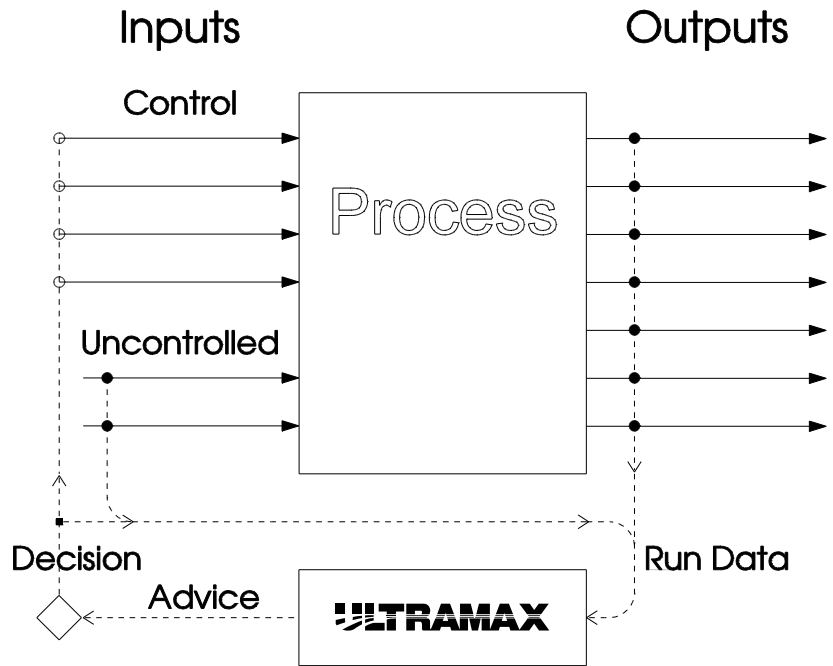 Inputs
Outputs
Control
Process
Uncontrolled
Decision
Run Data
Advice
ULTRAMAX